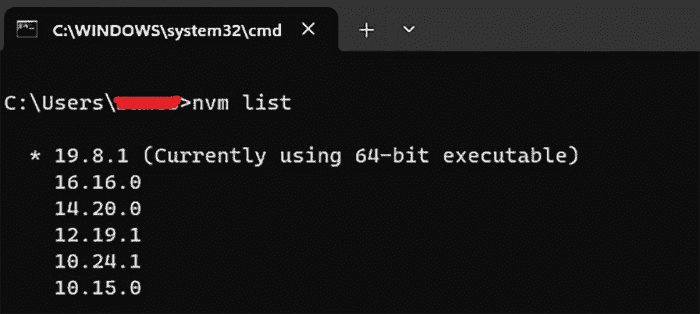 C:\WINDOWS\system32\cmd
C:\Users\>nvm list
* 19.8.1 (Currently using 64-bit executable)
16.16.0
14.20.0
12.19.1
10.24.1
10.15.0